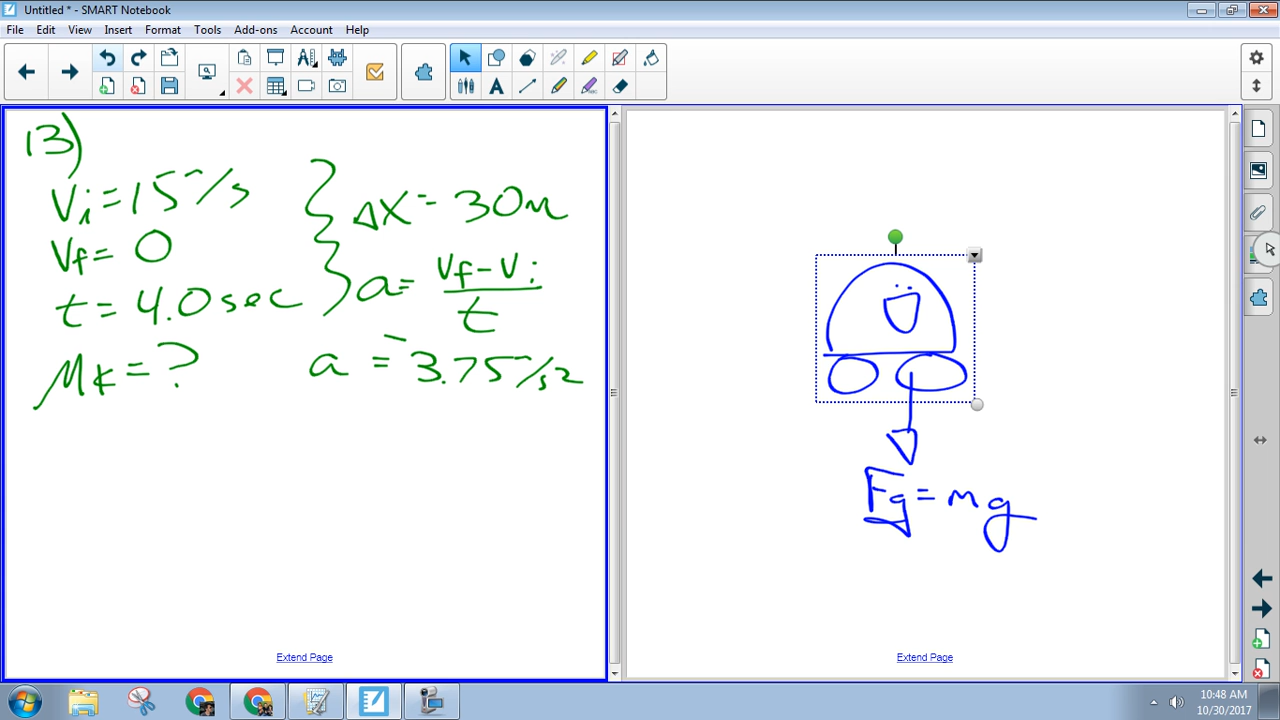 Untitled * - SMART Notebook
File Edit View Insert Format Tools Add-ons Account Help
13)
Vi = 15 m/s
Vf = 0
t = 4.0 sec
μk = ?
Δx = 30m
a = Vf - Vi / t
a = -3.75 m/s2
Fg = mg
Extend Page
Extend Page
10:48 AM
10/30/2017